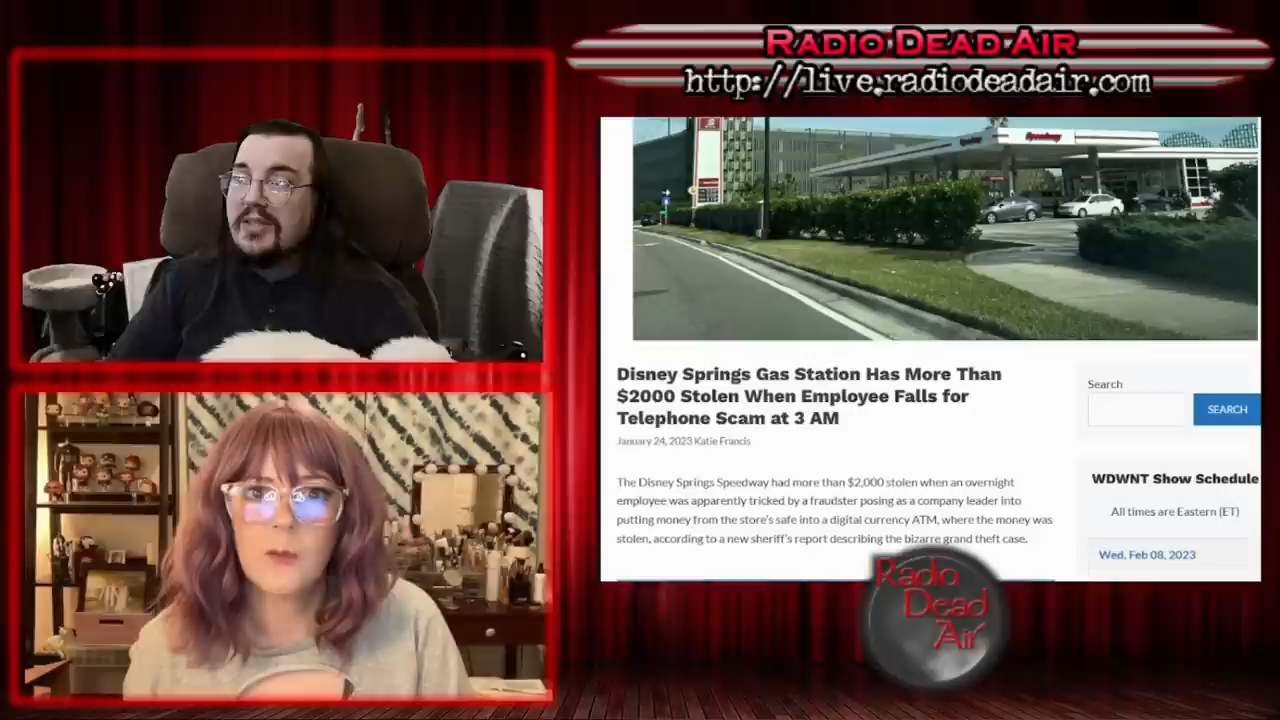 Radio Dead Air
http://live.radiodeadair.com
Speedway
Disney Springs Gas Station Has More Than
$2000 Stolen When Employee Falls for
Telephone Scam at 3 AM
January 24, 2023 Katie Francis
The Disney Springs Speedway had more than $2,000 stolen when an overnight
employee was apparently tricked by a fraudster posing as a company leader into
putting money from the store's safe into a digital currency ATM, where the money was
stolen, according to a new sheriff's report describing the bizarre grand theft case.
Search
SEARCH
WDWNT Show Schedule
All times are Eastern (ET)
Wed, Feb 08, 2023
Radio
Dead
Air